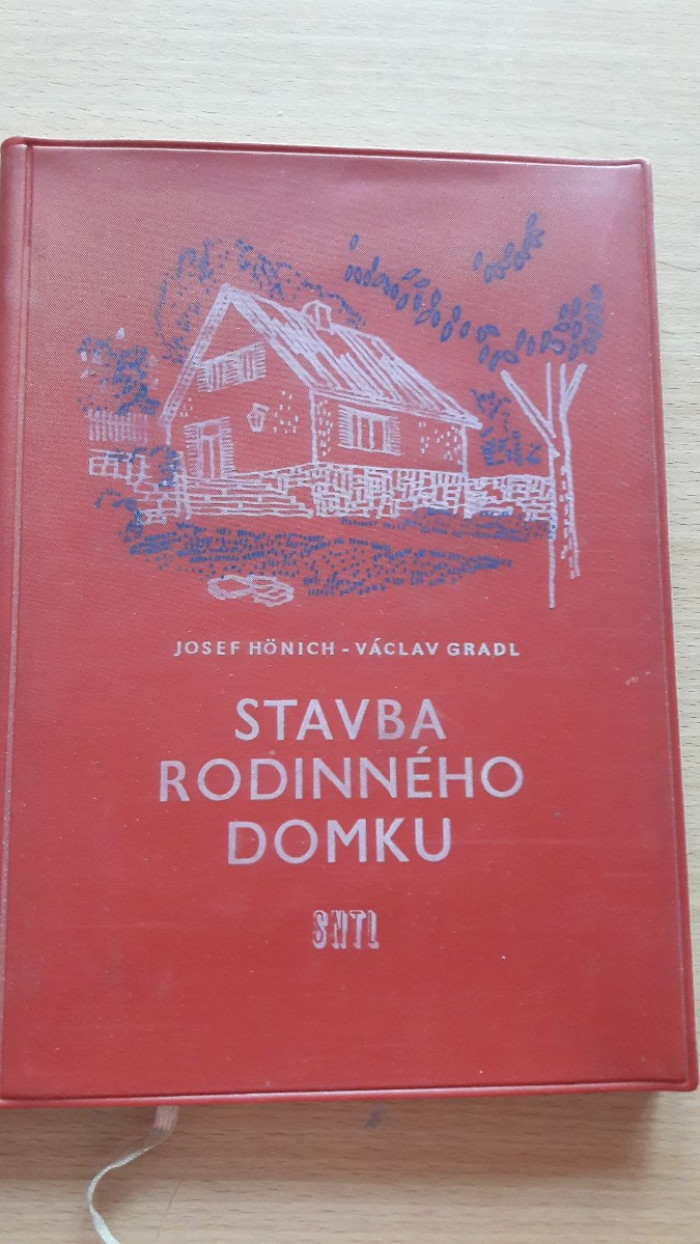 JOSEF HÖNICH - VÁCLAV GRADL
STAVBA
RODINNÉHO
DOMKU
SNTL